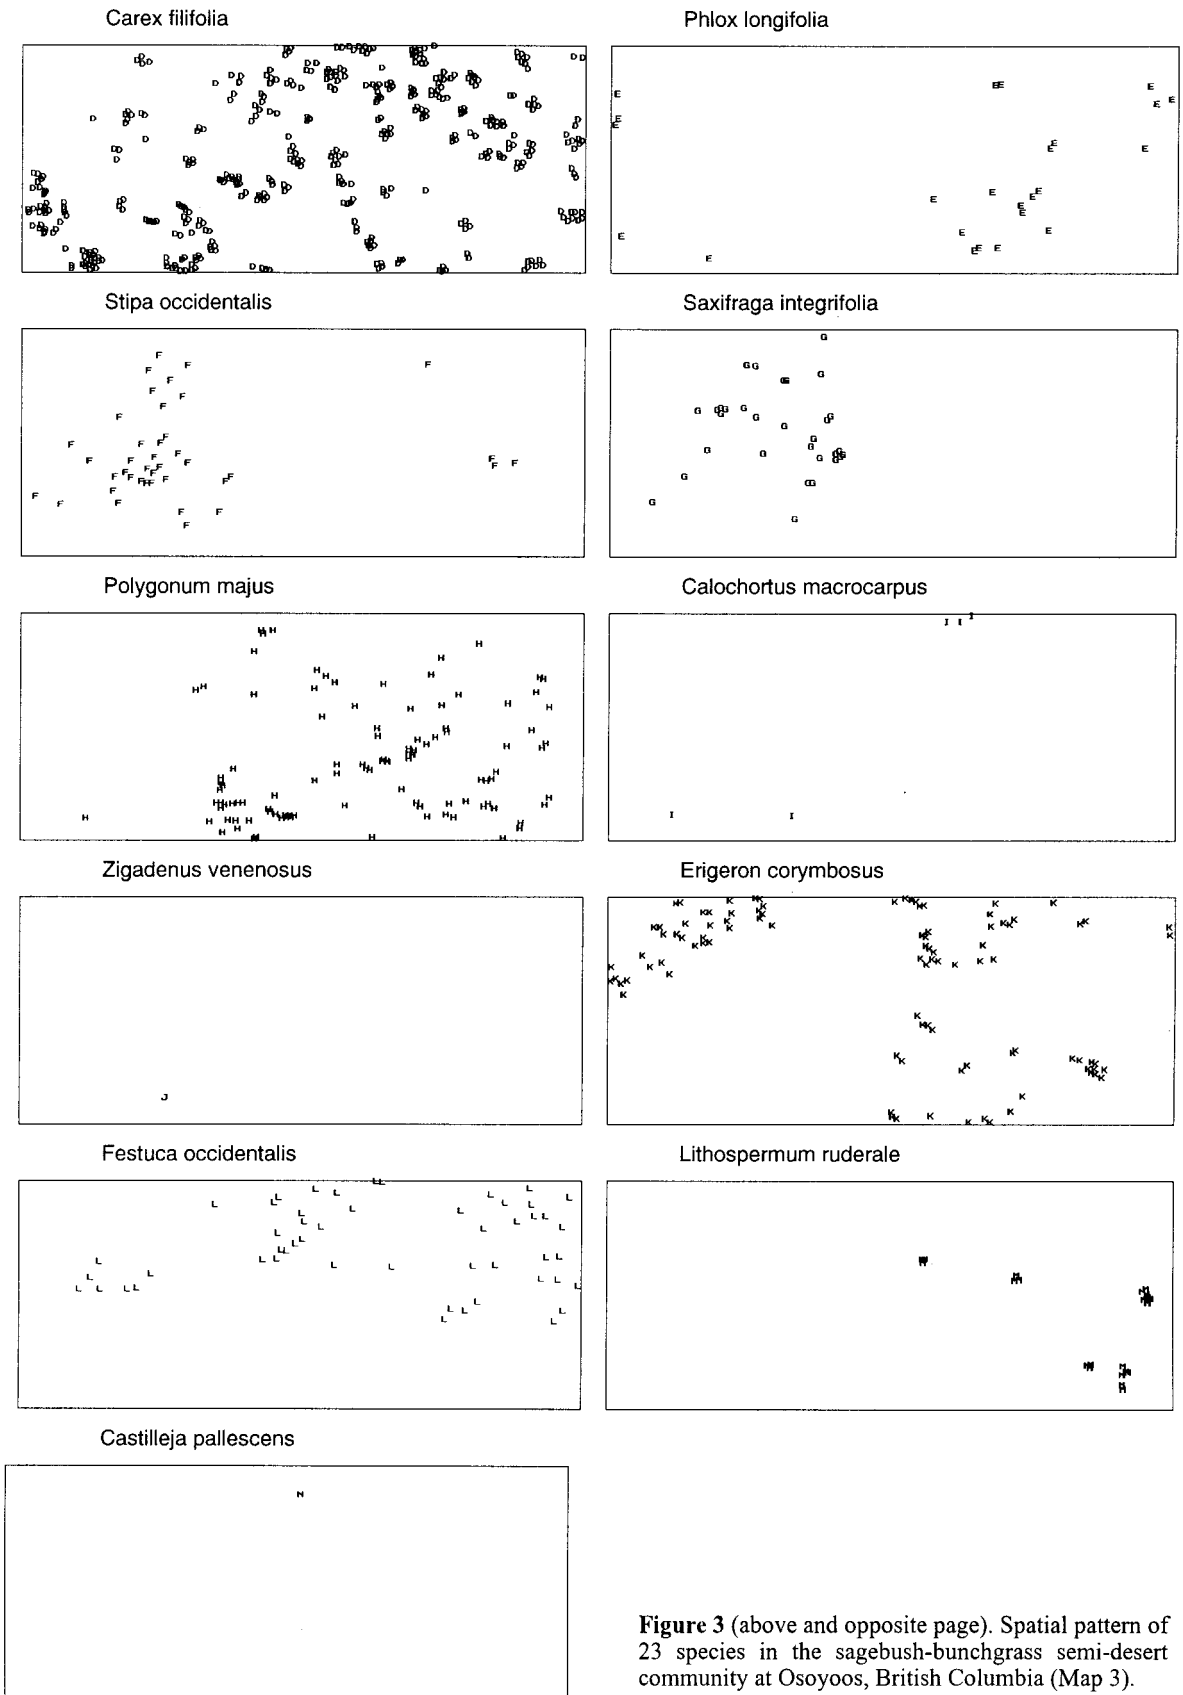 Carex filifolia
Phlox longifolia
Stipa occidentalis
Saxifraga integrifolia
Polygonum majus
Calochortus macrocarpus
Zigadenus venenosus
J
Erigeron corymbosus
Festuca occidentalis
Lithospermum ruderale
Castilleja pallescens
N
Figure 3 (above and opposite page). Spatial pattern of
23 species in the sagebush-bunchgrass semi-desert
community at Osoyoos, British Columbia (Map 3).